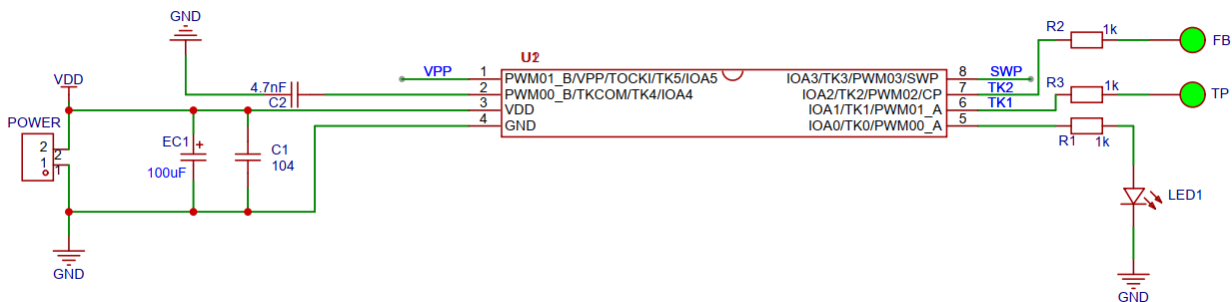 GND
VDD
POWER
2
2
1
1
GND
EC1
+
100uF
C1
104
4.7nF
C2
VPP
1
2
3
4
PWM01_B/VPP/TOCKI/TK5/IOA5
PWM00_B/TKCOM/TK4/IOA4
VDD
GND
IOA3/TK3/PWM03/SWP
IOA2/TK2/PWM02/CP
IOA1/TK1/PWM01_A
IOA0/TK0/PWM00_A
8
7
6
5
SWP
TK2
TK1
R2
1k
FB
R3
1k
TP
R1
1k
LED1
GND